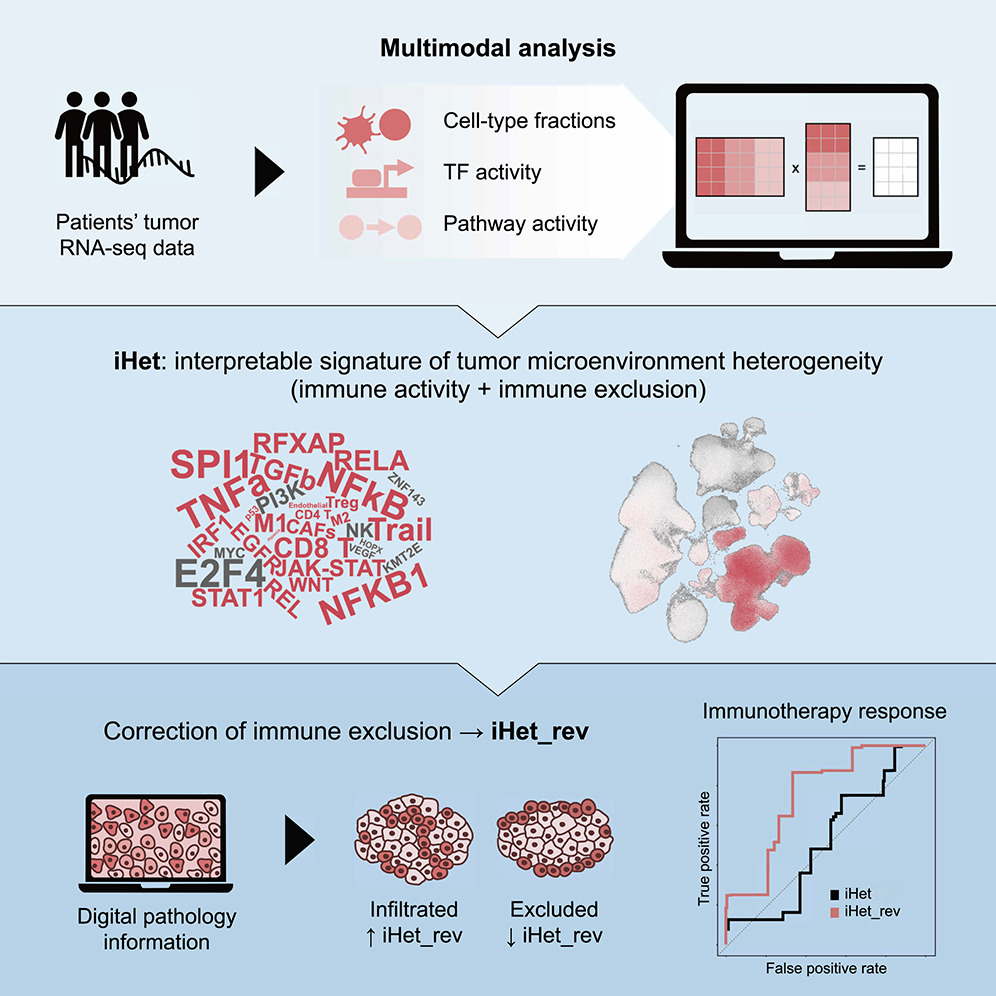 Multimodal analysis
Patients’ tumor
RNA-seq data
Cell-type fractions
TF activity
Pathway activity
x
=
iHet: interpretable signature of tumor microenvironment heterogeneity
(immune activity + immune exclusion)
RFXAP
SPI1
TGFb
RELA
TNFa
PI3K
NFkB
ZNF143
p53
Endothelial
Treg
CD4 T
M2
IRF1
M1
CAFs
NK
Trail
MYC
EGFR
CD8 T
HOPX
VEGF
KMT2E
E2F4
JAK-STAT
WNT
STAT1
REL
NFKB1
Correction of immune exclusion → iHet_rev
Digital pathology
information
Infiltrated
↑ iHet_rev
Excluded
↓ iHet_rev
Immunotherapy response
True positive rate
iHet
iHet_rev
False positive rate